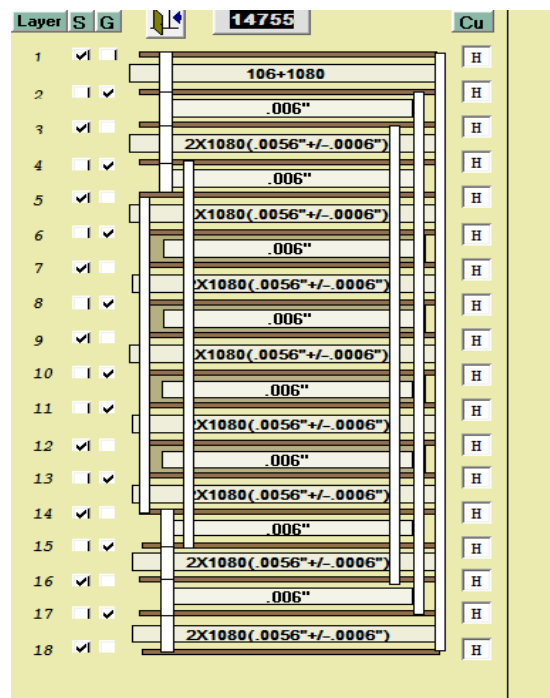 Layer S G 14755 Cu
1 H
106+1080
2 H
.006"
3 H
2X1080(.0056"+/-.0006")
4 H
.006"
5 H
X1080(.0056"+/-.0006")
6 H
.006"
7 H
2X1080(.0056"+/-.0006")
8 H
.006"
9 H
X1080(.0056"+/-.0006")
10 H
.006"
11 H
X1080(.0056"+/-.0006")
12 H
.006"
13 H
X1080(.0056"+/-.0006")
14 H
.006"
15 H
2X1080(.0056"+/-.0006")
16 H
.006"
17 H
2X1080(.0056"+/-.0006")
18 H